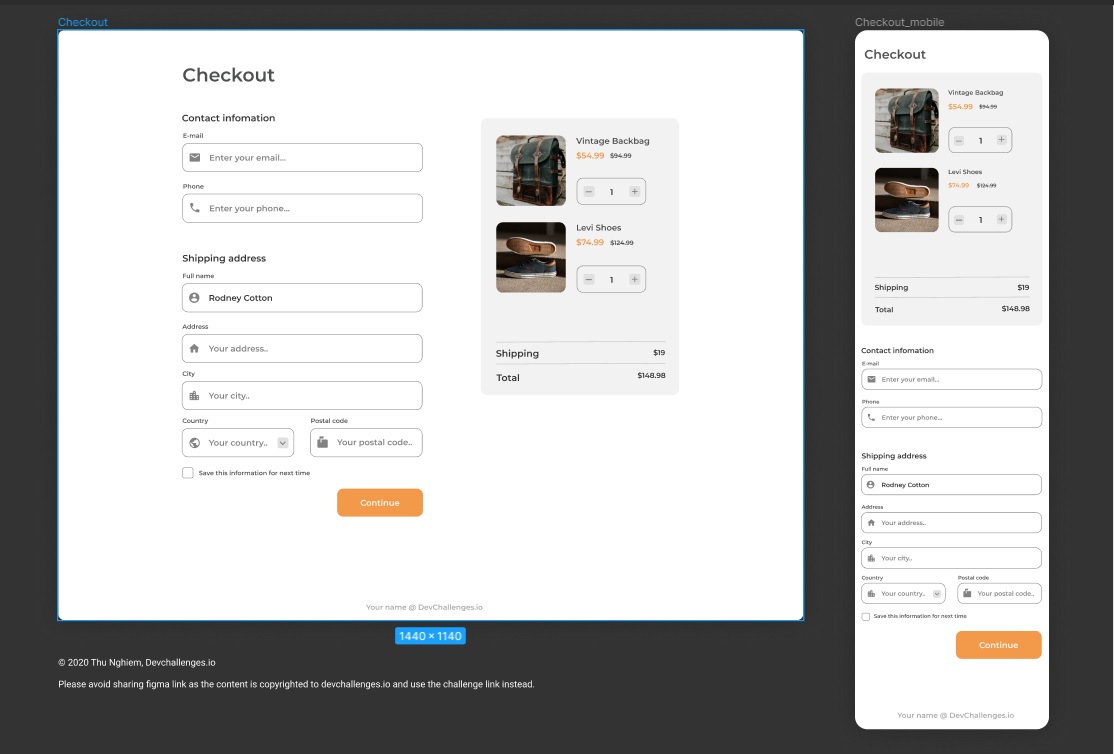 Checkout
Checkout
Contact infomation
E-mail
Enter your email...
Phone
Enter your phone...
Shipping address
Full name
Rodney Cotton
Address
Your address..
City
Your city..
Country
Postal code
Your country..
Your postal code..
Save this information for next time
Continue
Vintage Backbag
$54.99 $94.99
1
Levi Shoes
$74.99 $124.99
1
Shipping $19
Total $148.98
Your name @ DevChallenges.io
1440 × 1140
© 2020 Thu Nghiem, Devchallenges.io
Please avoid sharing figma link as the content is copyrighted to devchallenges.io and use the challenge link instead.
Checkout_mobile
Checkout
Vintage Backbag
$54.99 $94.99
1
Levi Shoes
$74.99 $124.99
1
Shipping $19
Total $148.98
Contact infomation
E-mail
Enter your email...
Phone
Enter your phone...
Shipping address
Full name
Rodney Cotton
Address
Your address..
City
Your city..
Country
Postal code
Your country..
Your postal code..
Save this information for next time
Continue
Your name @ DevChallenges.io